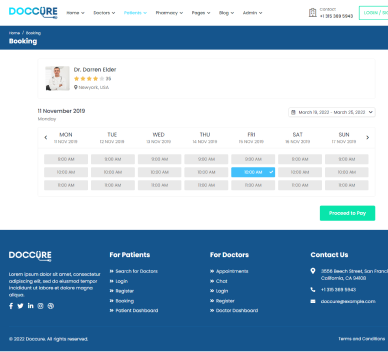 DOCCURE
Home
Doctors
Patients
Pharmacy
Pages
Blog
Admin
Contact
+1 315 369 5943
LOGIN / SI
Home / Booking
Booking
Dr. Darren Elder
35
Newyork, USA
11 November 2019
Monday
March 19, 2022 - March 25, 2022
MON TUE WED THU FRI SAT SUN
11 NOV 2019 12 NOV 2019 13 NOV 2019 14 NOV 2019 15 NOV 2019 16 NOV 2019 17 NOV 2019
9:00 AM 9:00 AM 9:00 AM 9:00 AM 9:00 AM 9:00 AM 9:00 AM
10:00 AM 10:00 AM 10:00 AM 10:00 AM 10:00 AM 10:00 AM 10:00 AM
11:00 AM 11:00 AM 11:00 AM 11:00 AM 11:00 AM 11:00 AM 11:00 AM
Proceed to Pay
DOCCURE
Lorem ipsum dolor sit amet, consectetur
adipiscing elit, sed do eiusmod tempor
incididunt ut labore et dolore magna
aliqua.
For Patients
Search for Doctors
Login
Register
Booking
Patient Dashboard
For Doctors
Appointments
Chat
Login
Register
Doctor Dashboard
Contact Us
3556 Beech Street, San Franci
California, CA 94108
+1 315 369 5943
doccure@example.com
© 2022 Doccure. All rights reserved.
Terms and Conditions